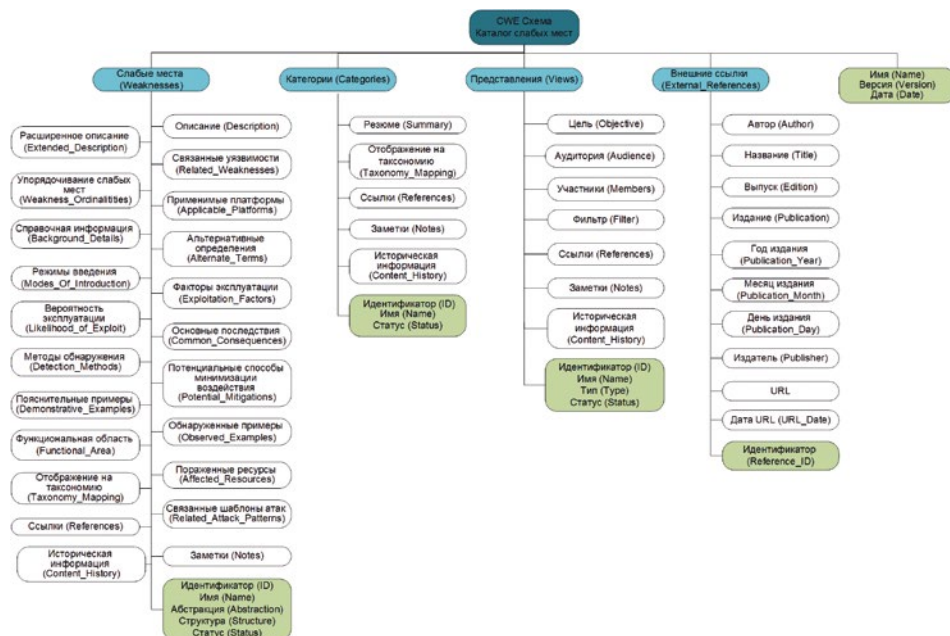 CWE Схема
Каталог слабых мест
Слабые места
(Weaknesses)
Расширенное описание
(Extended_Description)
Упорядочивание слабых
мест
(Weakness_Ordinalitites)
Справочная информация
(Background_Details)
Режимы введения
(Modes_Of_Introduction)
Вероятность
эксплуатации
(Likelihood_of_Exploit)
Методы обнаружения
(Detection_Methods)
Пояснительные примеры
(Demonstrative_Examples)
Функциональная область
(Functional_Area)
Отображение на
таксономию
(Taxonomy_Mapping)
Ссылки (References)
Историческая
информация
(Content_History)
Описание (Description)
Связанные уязвимости
(Related_Weaknesses)
Применимые платформы
(Applicable_Platforms)
Альтернативные
определения
(Alternate_Terms)
Факторы эксплуатации
(Exploitation_Factors)
Основные последствия
(Common_Consequences)
Потенциальные способы
минимизации
воздействия
(Potential_Mitigations)
Обнаруженные примеры
(Observed_Examples)
Пораженные ресурсы
(Affected_Resources)
Связанные шаблоны атак
(Related_Attack_Patterns)
Заметки (Notes)
Идентификатор (ID)
Имя (Name)
Абстракция (Abstraction)
Структура (Structure)
Статус (Status)
Категории (Categories)
Резюме (Summary)
Отображение на
таксономию
(Taxonomy_Mapping)
Ссылки (References)
Заметки (Notes)
Историческая
информация
(Content_History)
Идентификатор (ID)
Имя (Name)
Статус (Status)
Представления (Views)
Цель (Objective)
Аудитория (Audience)
Участники (Members)
Фильтр (Filter)
Ссылки (References)
Заметки (Notes)
Историческая
информация
(Content_History)
Идентификатор (ID)
Имя (Name)
Тип (Type)
Статус (Status)
Внешние ссылки
(External_References)
Автор (Author)
Название (Title)
Выпуск (Edition)
Издание (Publication)
Год издания
(Publication_Year)
Месяц издания
(Publication_Month)
День издания
(Publication_Day)
Издатель (Publisher)
URL
Дата URL (URL_Date)
Идентификатор
(Reference_ID)
Имя (Name)
Версия (Version)
Дата (Date)